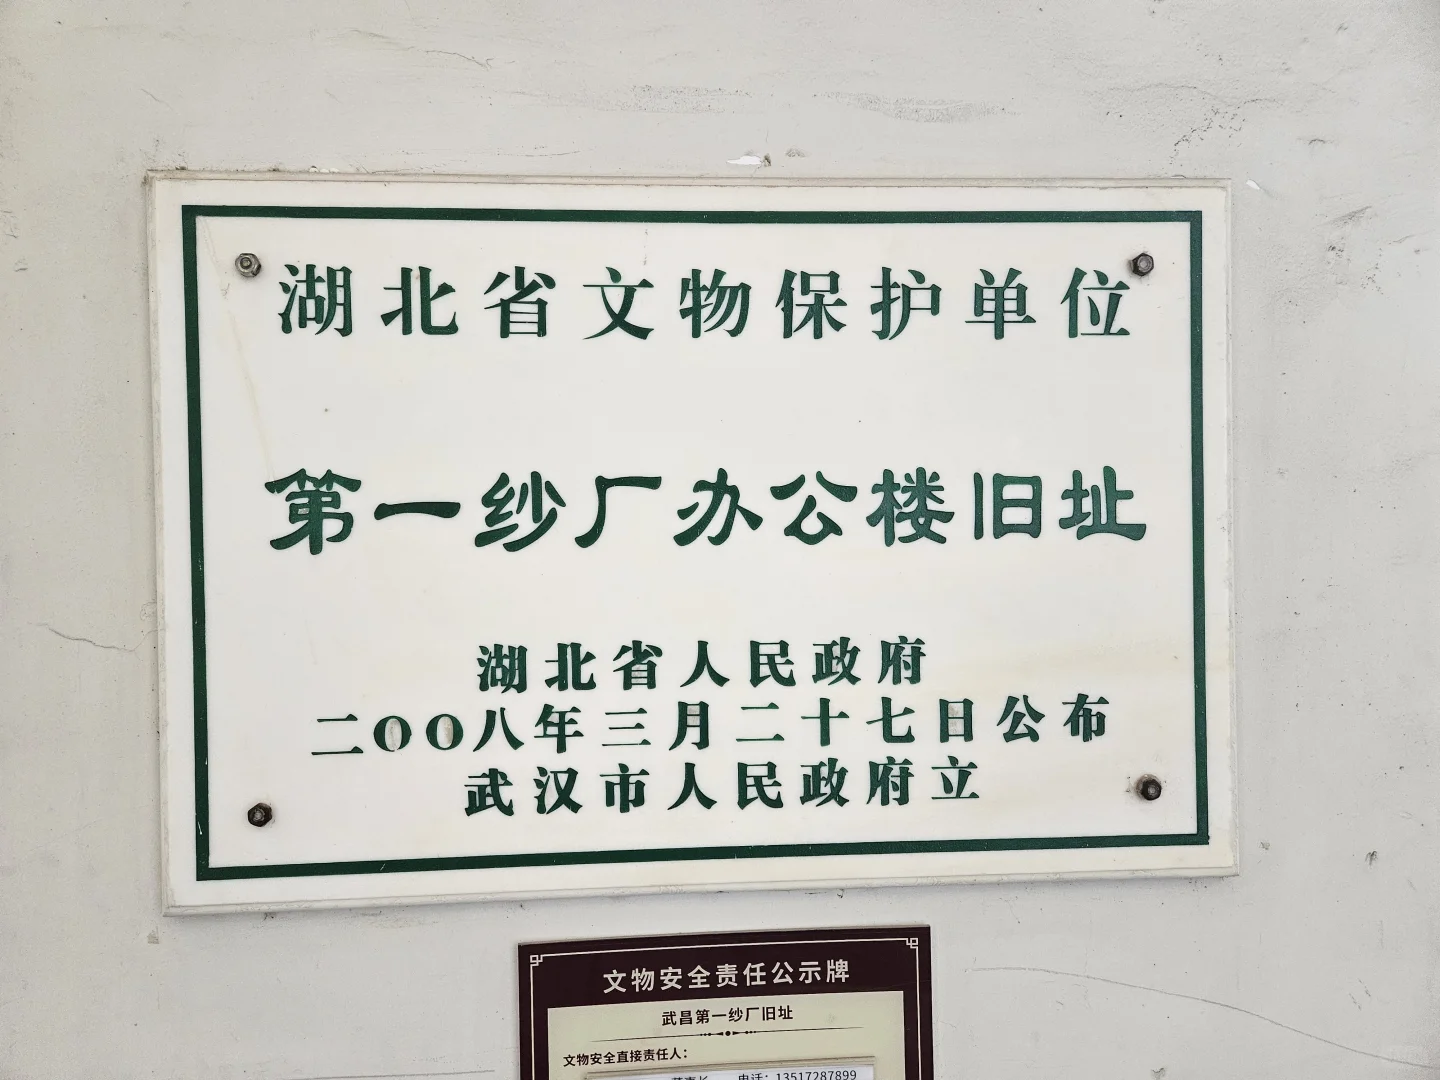 湖北省文物保护单位
第一纱厂办公楼旧址
湖北省人民政府
二〇〇八年三月二十七日公布
武汉市人民政府立
文物安全责任公示牌
武昌第一纱厂旧址
文物安全直接责任人：
电话：13517287899